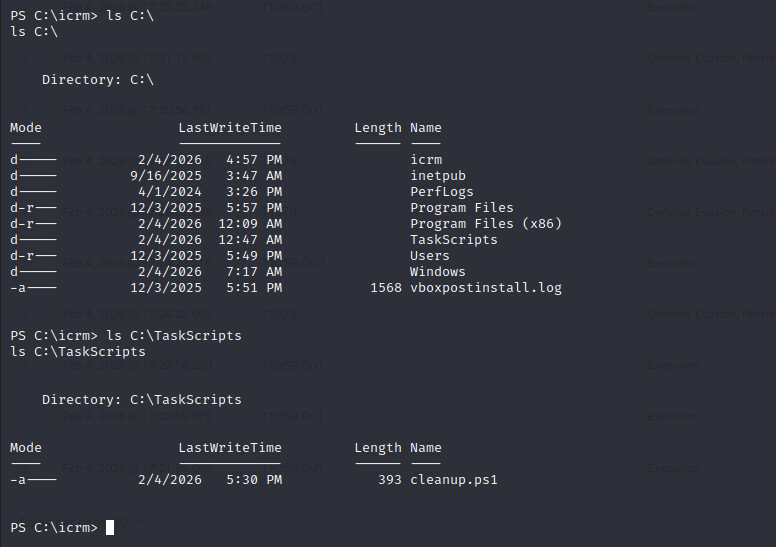 PS C:\icrm> ls C:\
ls C:\
Directory: C:\
Mode LastWriteTime Length Name
---- ------------- ------ ----
d----- 2/4/2026 4:57 PM icrm
d----- 9/16/2025 3:47 AM inetpub
d----- 4/1/2024 3:26 PM PerfLogs
d-r--- 12/3/2025 5:57 PM Program Files
d-r--- 2/4/2026 12:09 AM Program Files (x86)
d----- 2/4/2026 12:47 AM TaskScripts
d-r--- 12/3/2025 5:49 PM Users
d----- 2/4/2026 7:17 AM Windows
-a---- 12/3/2025 5:51 PM 1568 vboxpostinstall.log
PS C:\icrm> ls C:\TaskScripts
ls C:\TaskScripts
Directory: C:\TaskScripts
Mode LastWriteTime Length Name
---- ------------- ------ ----
-a---- 2/4/2026 5:30 PM 393 cleanup.ps1
PS C:\icrm>